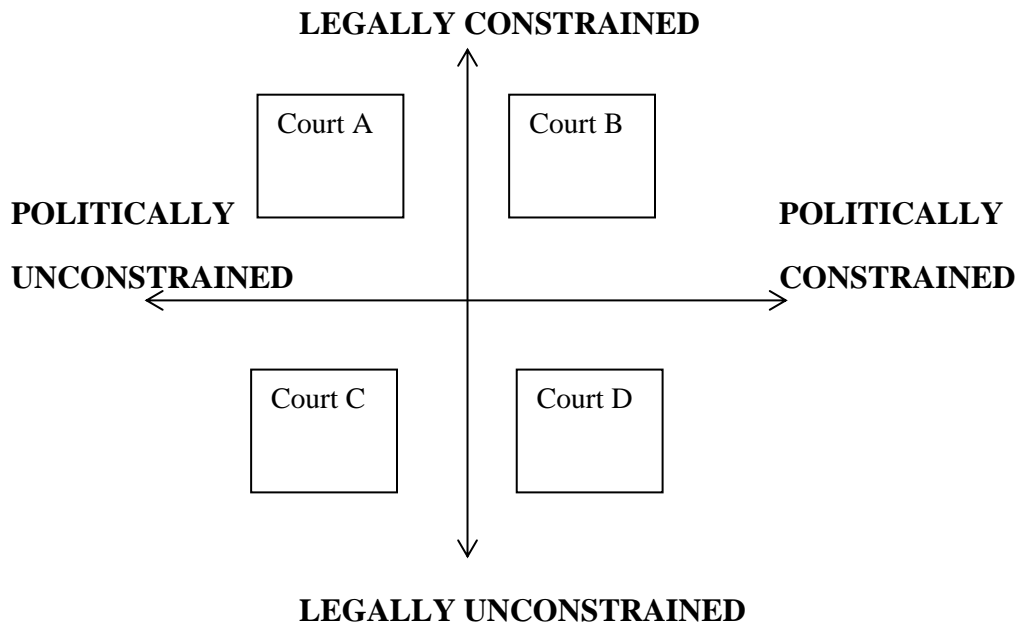 LEGALLY CONSTRAINED
Court A
Court B
POLITICALLY
UNCONSTRAINED
POLITICALLY
CONSTRAINED
Court C
Court D
LEGALLY UNCONSTRAINED